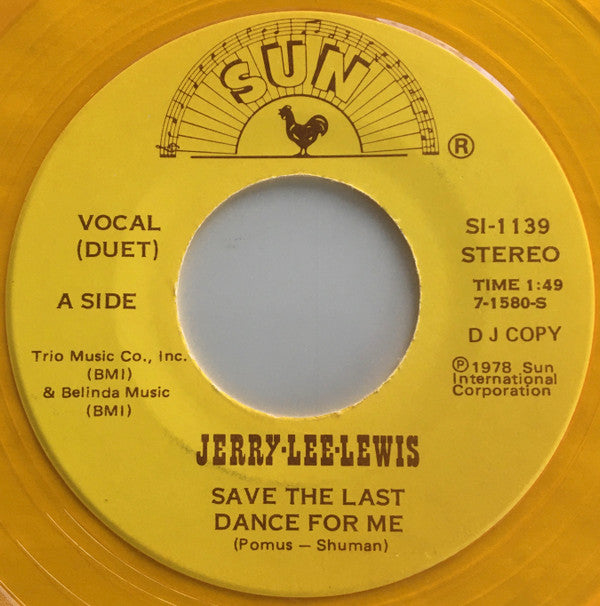 SUN
®
VOCAL
(DUET)
A SIDE
Trio Music Co., Inc.
(BMI)
& Belinda Music
(BMI)
SI-1139
STEREO
TIME 1:49
7-1580-S
D J COPY
℗1978 Sun
International
Corporation
JERRY-LEE-LEWIS
SAVE THE LAST
DANCE FOR ME
(Pomus – Shuman)